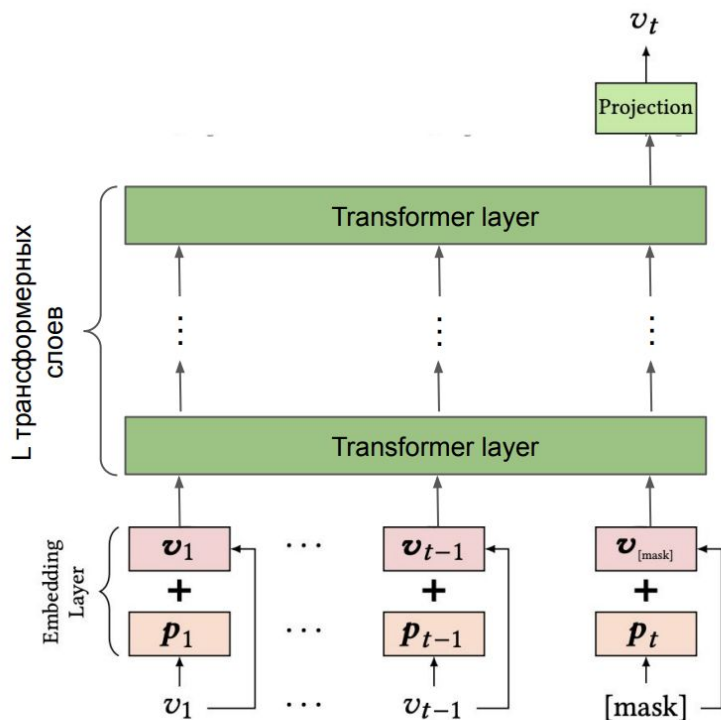 v_t
Projection
Transformer layer
L трансформерных
слоев
⋮ ⋮ ⋮
Transformer layer
Embedding
Layer
v_1 ··· v_{t−1} v_[mask]
+ + +
p_1 ··· p_{t−1} p_t
v_1 ··· v_{t−1} [mask]